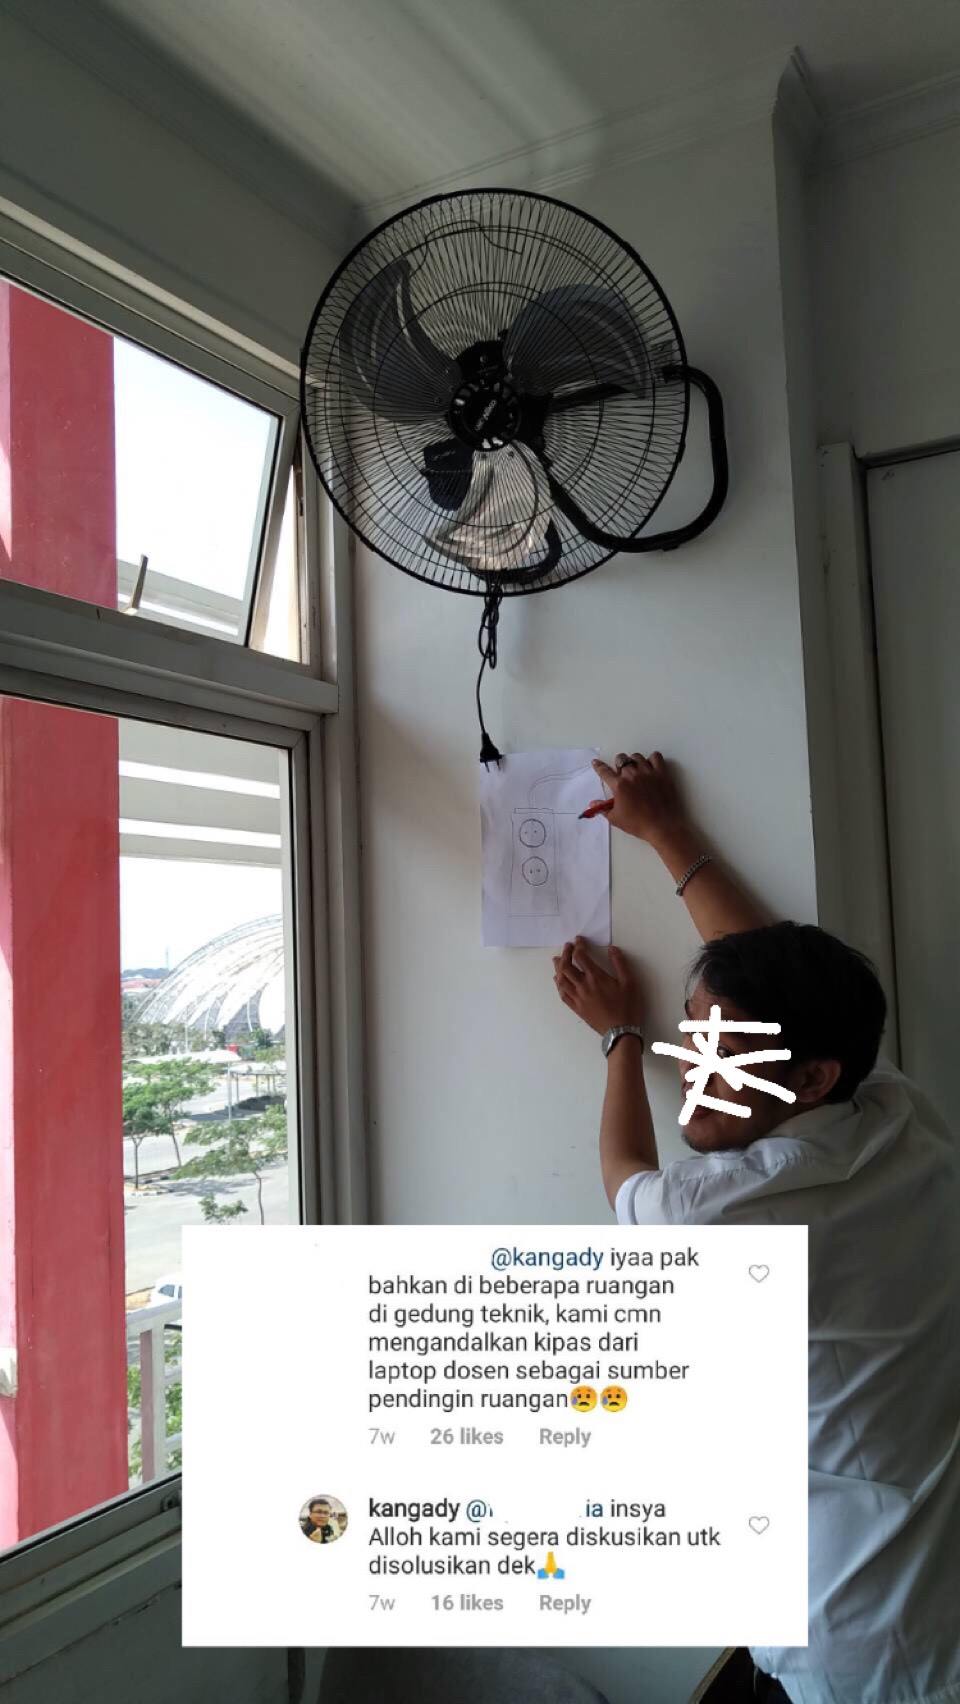 @kangady iyaa pak
bahkan di beberapa ruangan
di gedung teknik, kami cmn
mengandalkan kipas dari
laptop dosen sebagai sumber
pendingin ruangan😥😥
7w 26 likes Reply
kangady @ ia insya
Alloh kami segera diskusikan utk
disolusikan dek🙏
7w 16 likes Reply